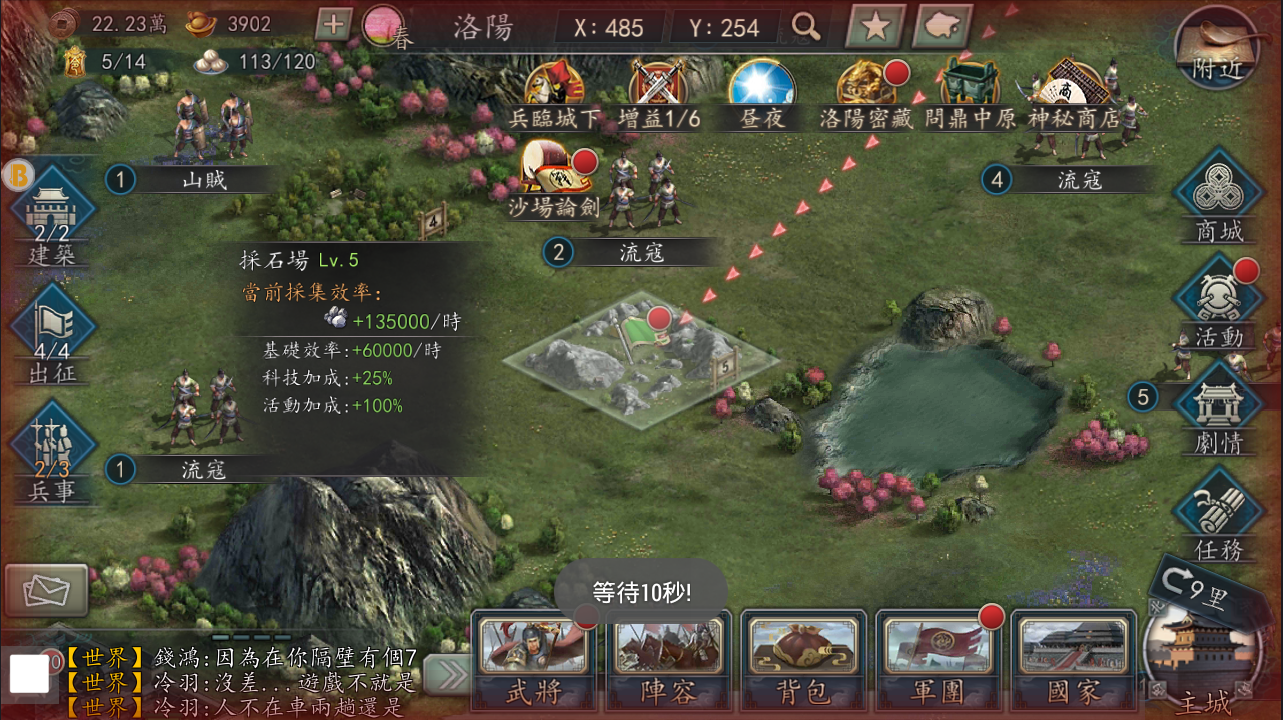 22.23萬
3902
春
洛陽
X: 485
Y: 254
附近
5/14
113/120
兵臨城下
增益1/6
晝夜
洛陽密藏
問鼎中原
神秘商店
商
1
山賊
4
流寇
B
2/2
建築
4
沙場論劍
商城
2
流寇
採石場 Lv.5
當前採集效率:
+135000/時
基礎效率:+60000/時
科技加成:+25%
活動加成:+100%
4/4
出征
5
活動
5
劇情
2/3
兵事
1
流寇
任務
9里
等待10秒!
【世界】錢鴻:因為在你隔壁有個7
【世界】冷羽:沒差...遊戲不就是
【世界】冷羽:人不在車兩趟還是
武將
陣容
背包
軍團
國家
主城